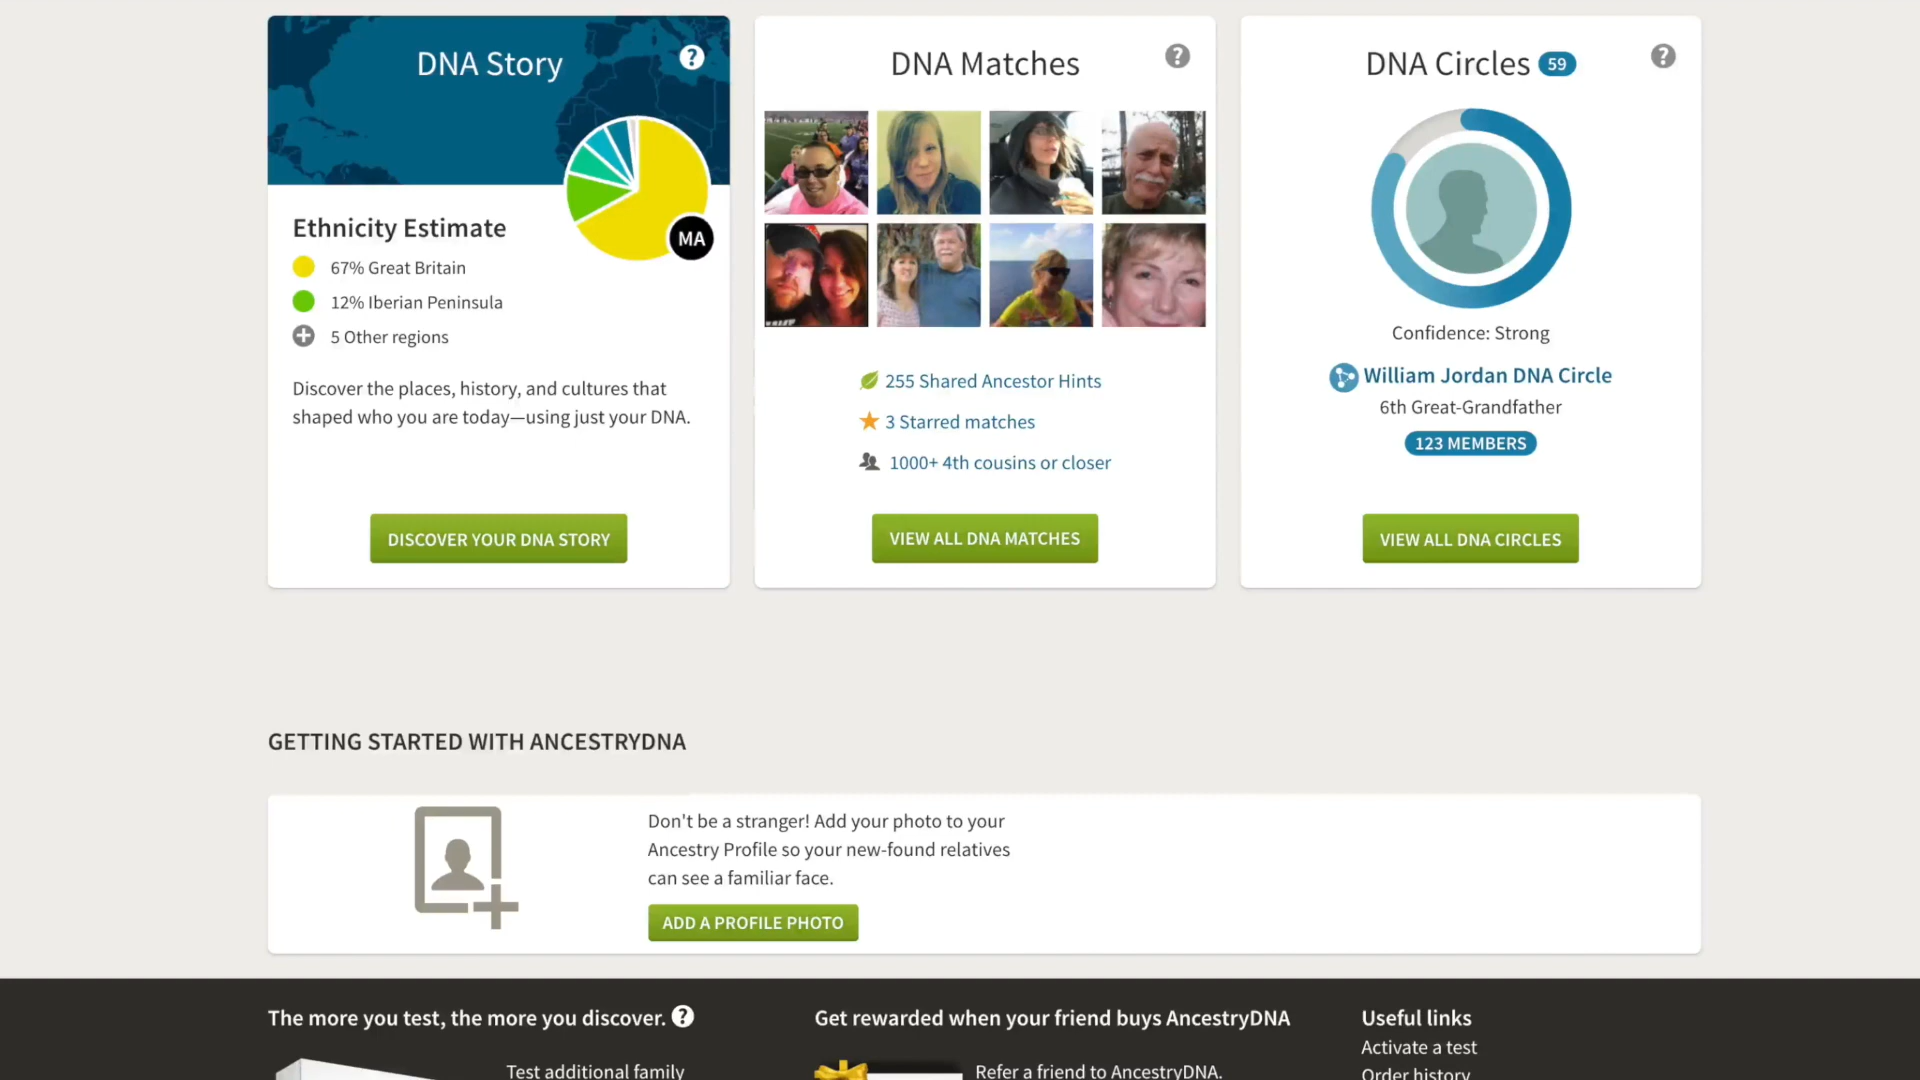 DNA Story
?
MA
Ethnicity Estimate
67% Great Britain
12% Iberian Peninsula
5 Other regions
Discover the places, history, and cultures that
shaped who you are today—using just your DNA.
DISCOVER YOUR DNA STORY
DNA Matches
?
255 Shared Ancestor Hints
3 Starred matches
1000+ 4th cousins or closer
VIEW ALL DNA MATCHES
DNA Circles 59
?
Confidence: Strong
William Jordan DNA Circle
6th Great-Grandfather
123 MEMBERS
VIEW ALL DNA CIRCLES
GETTING STARTED WITH ANCESTRYDNA
Don't be a stranger! Add your photo to your
Ancestry Profile so your new-found relatives
can see a familiar face.
ADD A PROFILE PHOTO
The more you test, the more you discover. ?
Test additional family
Get rewarded when your friend buys AncestryDNA
Refer a friend to AncestryDNA.
Useful links
Activate a test
Order history